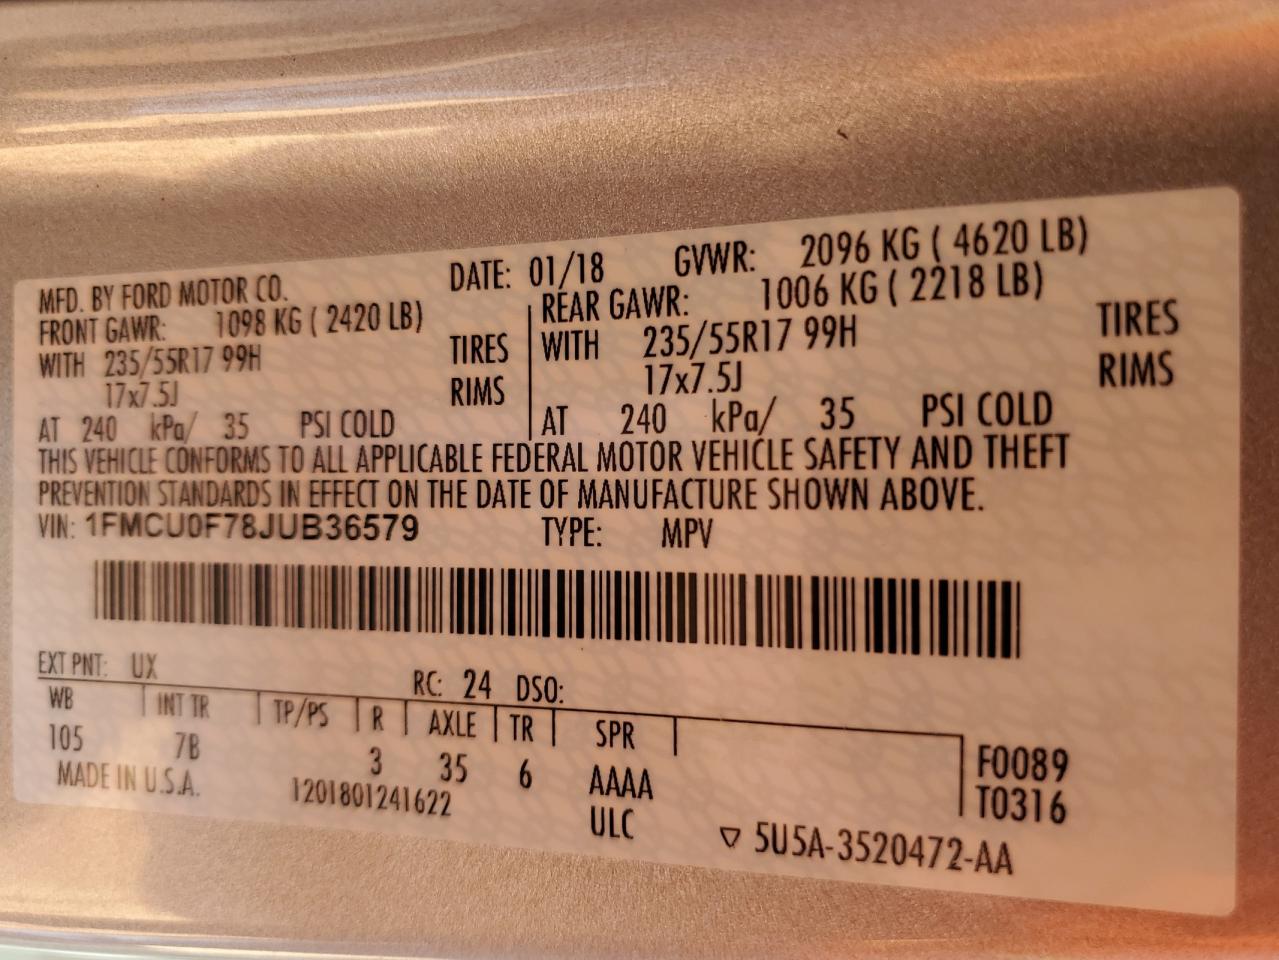 MFD. BY FORD MOTOR CO. DATE: 01/18 GVWR: 2096 KG ( 4620 LB)
FRONT GAWR: 1098 KG ( 2420 LB) REAR GAWR: 1006 KG ( 2218 LB)
WITH 235/55R17 99H TIRES WITH 235/55R17 99H TIRES
17x7.5J RIMS 17x7.5J RIMS
AT 240 kPa/ 35 PSI COLD AT 240 kPa/ 35 PSI COLD
THIS VEHICLE CONFORMS TO ALL APPLICABLE FEDERAL MOTOR VEHICLE SAFETY AND THEFT
PREVENTION STANDARDS IN EFFECT ON THE DATE OF MANUFACTURE SHOWN ABOVE.
VIN: 1FMCU0F78JUB36579 TYPE: MPV
EXT PNT: UX RC: 24 DSO:
WB INT TR TP/PS R AXLE TR SPR
105 7B 3 35 6 AAAA F0089
MADE IN U.S.A. 1201801241622 ULC T0316
▽ 5U5A-3520472-AA